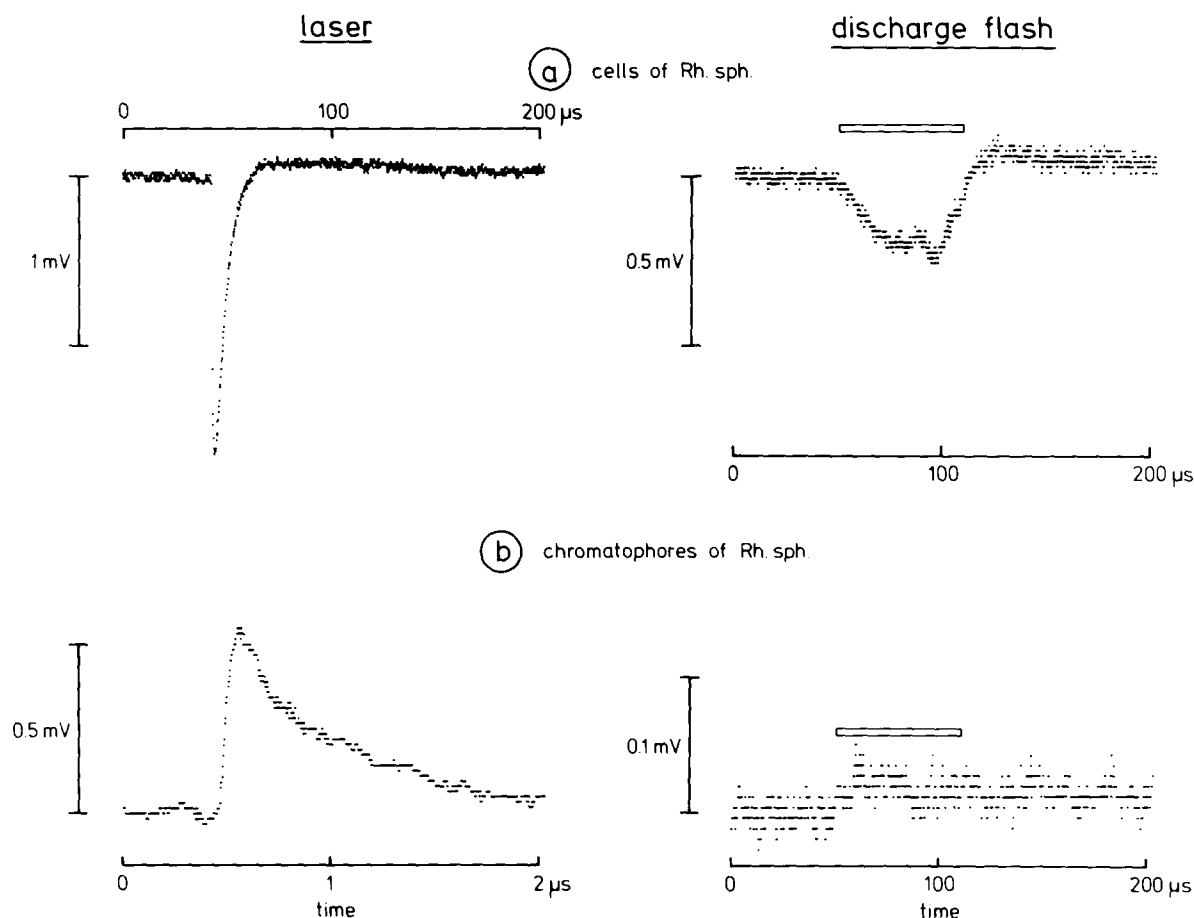 laser
discharge flash
a cells of Rh. sph.
0 100 200 µs
1 mV
0.5 mV
0 100 200 µs
b chromatophores of Rh. sph.
0.5 mV
0.1 mV
0 1 2 µs
time
0 100 200 µs
time